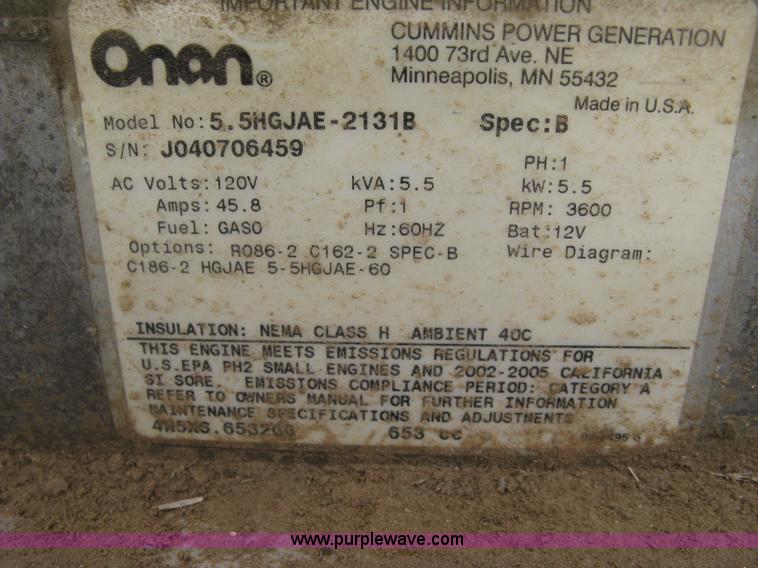 IMPORTANT ENGINE INFORMATION
Onan®
CUMMINS POWER GENERATION
1400 73rd Ave. NE
Minneapolis, MN 55432
Made in U.S.A.
Model No: 5.5HGJAE-2131B Spec:B
S/N: J040706459
PH:1
AC Volts:120V kVA:5.5 kW:5.5
Amps:45.8 Pf:1 RPM: 3600
Fuel: GASO Hz:60HZ Bat:12V
Options: R086-2 C162-2 SPEC-B Wire Diagram:
C186-2 HGJAE 5-5HGJAE-60
INSULATION: NEMA CLASS H AMBIENT 40C
THIS ENGINE MEETS EMISSIONS REGULATIONS FOR
U.S.EPA PH2 SMALL ENGINES AND 2002-2005 CALIFORNIA
SI SORE. EMISSIONS COMPLIANCE PERIOD: CATEGORY A
REFER TO OWNERS MANUAL FOR FURTHER INFORMATION
MAINTENANCE SPECIFICATIONS AND ADJUSTMENTS
653 cc
www.purplewave.com